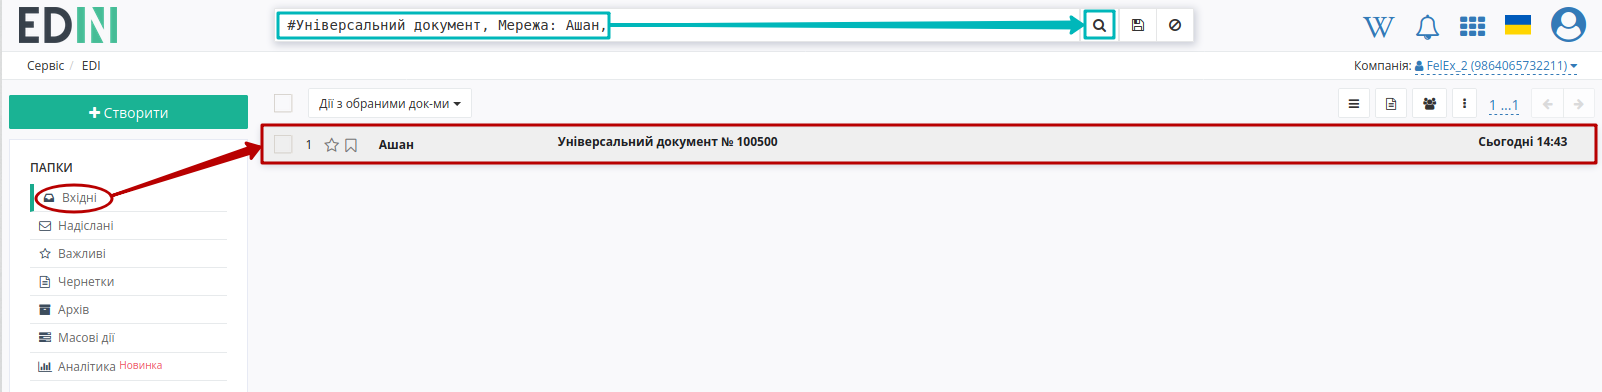 EDIN
#Універсальний документ, Мережа: Ашан,
W
Сервіс / EDI
Компанія: FelEx_2 (9864065732211)
+ Створити
Дії з обраними док-ми
1 ...1
1 Ашан Універсальний документ № 100500 Сьогодні 14:43
ПАПКИ
Вхідні
Надіслані
Важливі
Чернетки
Архів
Масові дії
Аналітика Новинка